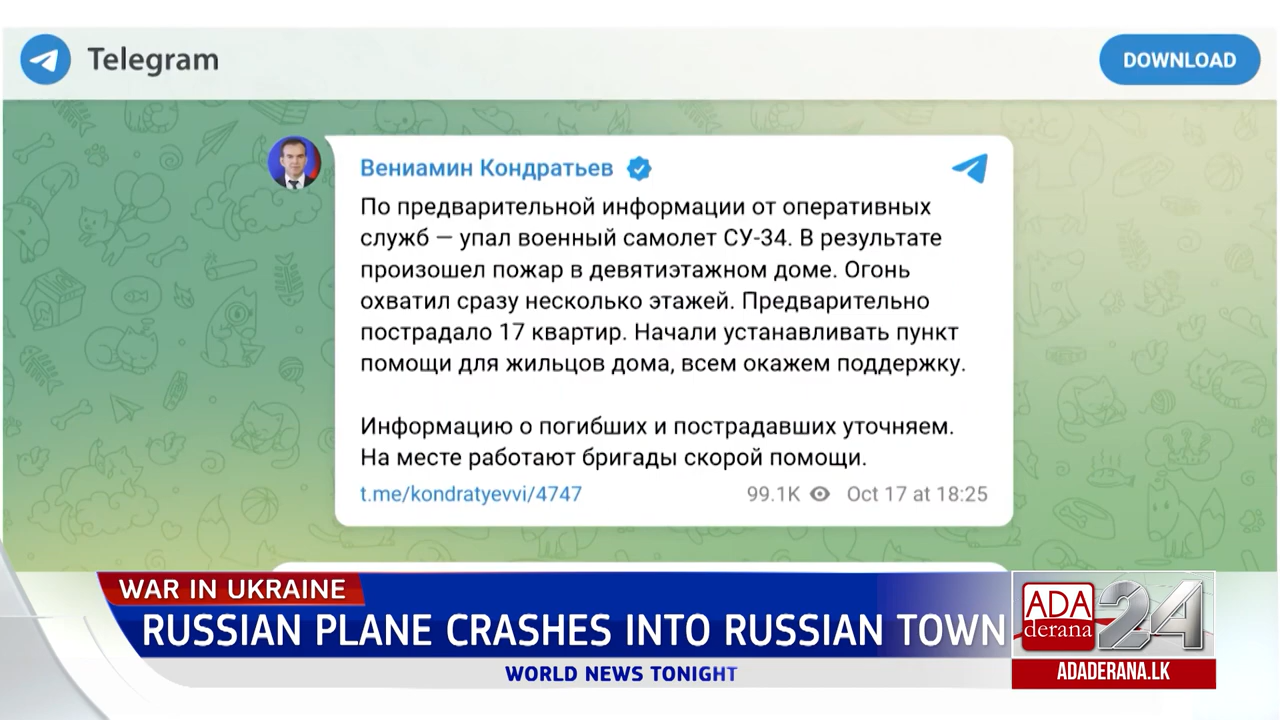 Telegram
DOWNLOAD
Вениамин Кондратьев
По предварительной информации от оперативных
служб — упал военный самолет СУ-34. В результате
произошел пожар в девятиэтажном доме. Огонь
охватил сразу несколько этажей. Предварительно
пострадало 17 квартир. Начали устанавливать пункт
помощи для жильцов дома, всем окажем поддержку.
Информацию о погибших и пострадавших уточняем.
На месте работают бригады скорой помощи.
t.me/kondratyevvi/4747
99.1K Oct 17 at 18:25
WAR IN UKRAINE
RUSSIAN PLANE CRASHES INTO RUSSIAN TOWN
WORLD NEWS TONIGHT
ADA
derana
24
ADADERANA.LK